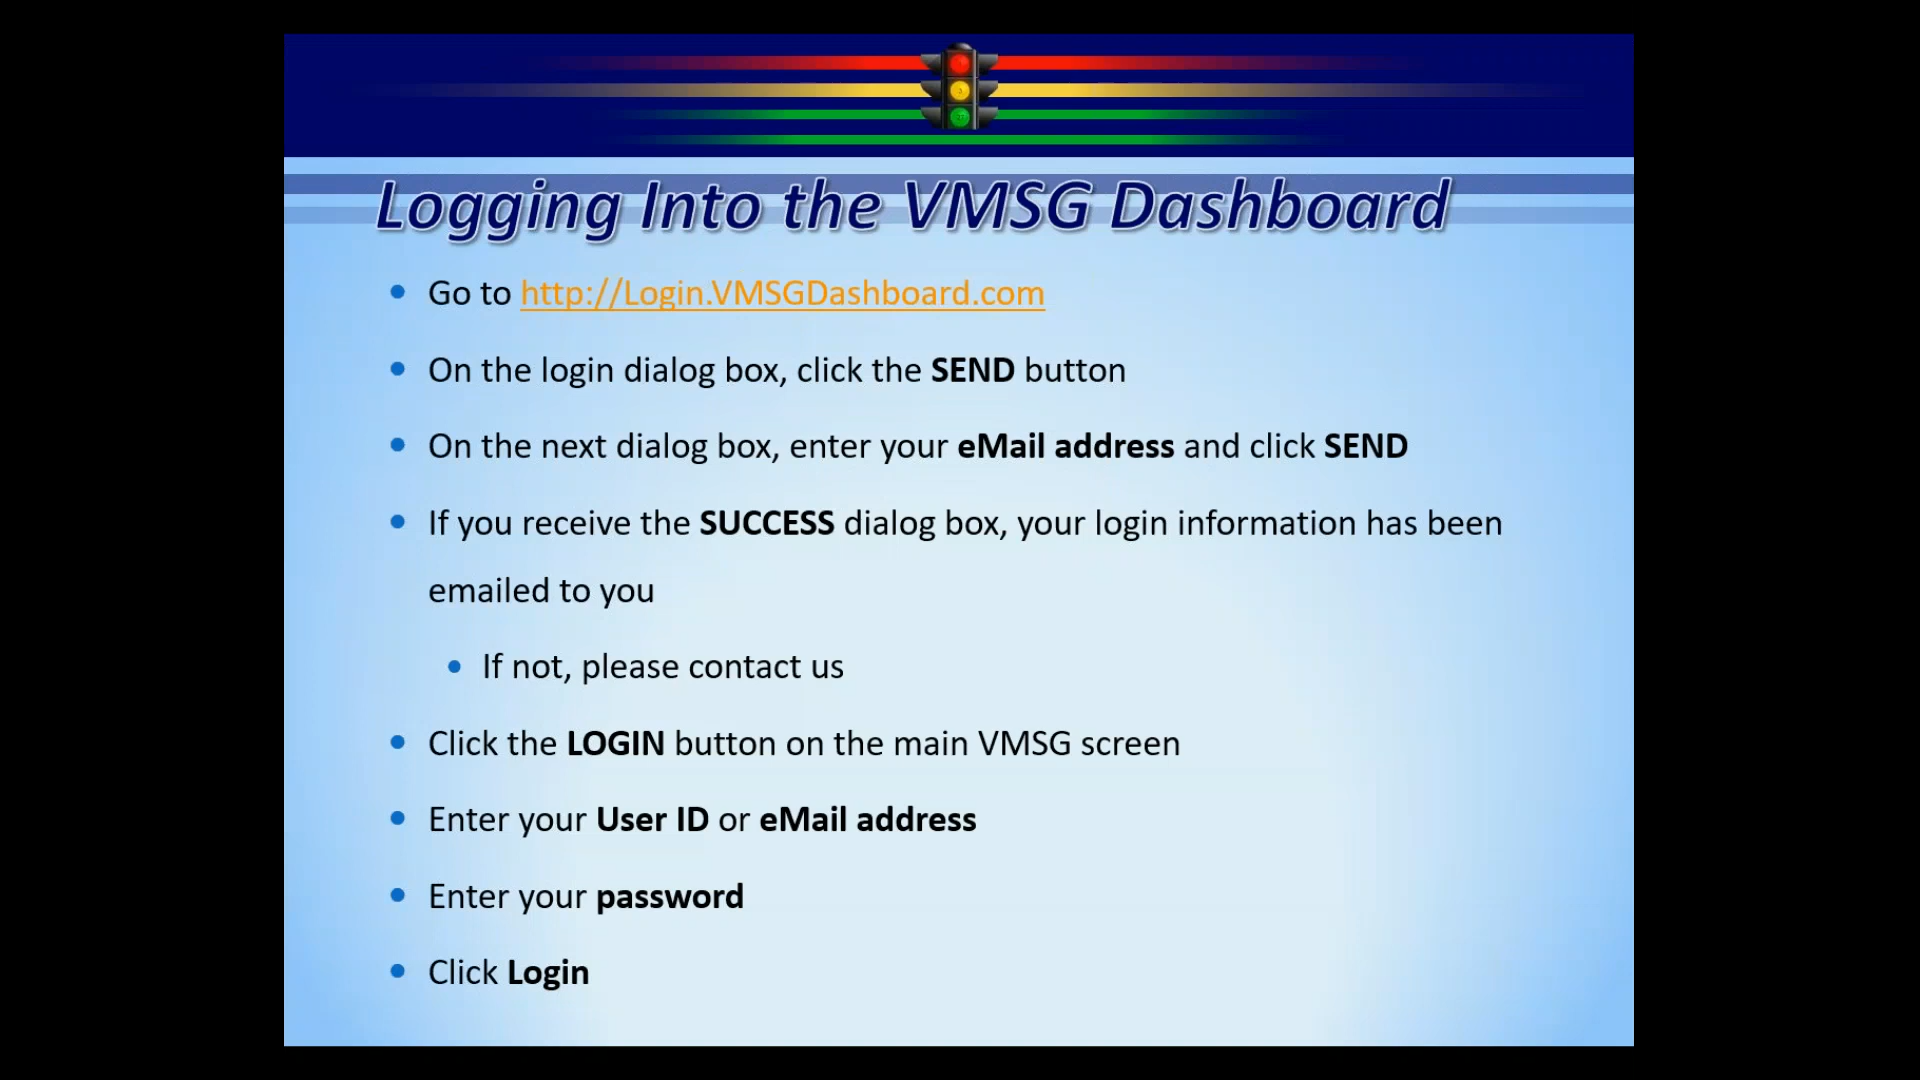 Logging Into the VMSG Dashboard
Go to http://Login.VMSGDashboard.com
On the login dialog box, click the SEND button
On the next dialog box, enter your eMail address and click SEND
If you receive the SUCCESS dialog box, your login information has been
emailed to you
If not, please contact us
Click the LOGIN button on the main VMSG screen
Enter your User ID or eMail address
Enter your password
Click Login